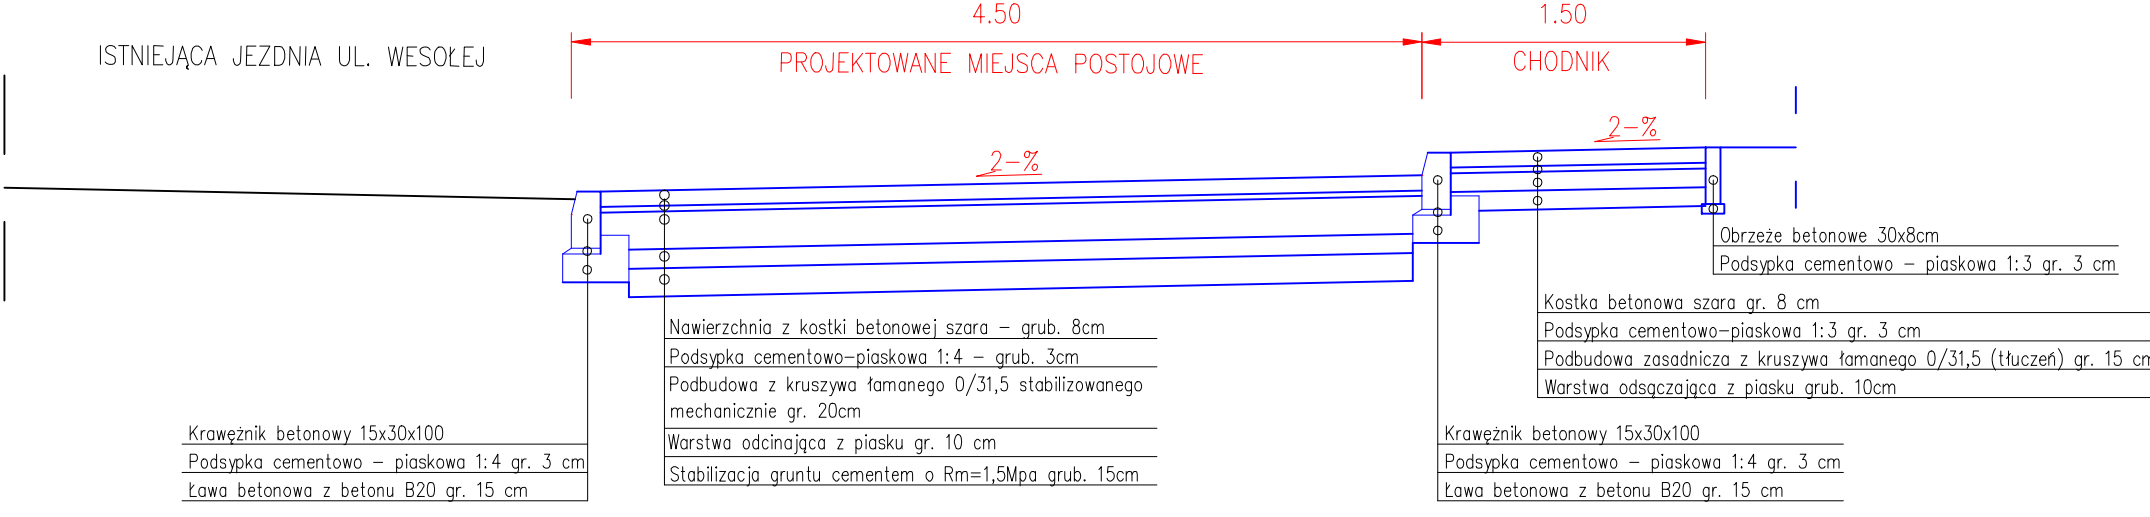 4.50
1.50
ISTNIEJĄCA JEZDNIA UL. WESOŁEJ
PROJEKTOWANE MIEJSCA POSTOJOWE
CHODNIK
2-%
2-%
Obrzeże betonowe 30x8cm
Podsypka cementowo – piaskowa 1:3 gr. 3 cm
Kostka betonowa szara gr. 8 cm
Podsypka cementowo-piaskowa 1:3 gr. 3 cm
Podbudowa zasadnicza z kruszywa łamanego 0/31,5 (tłuczeń) gr. 15 cm
Warstwa odsączająca z piasku grub. 10cm
Nawierzchnia z kostki betonowej szara – grub. 8cm
Podsypka cementowo-piaskowa 1:4 – grub. 3cm
Podbudowa z kruszywa łamanego 0/31,5 stabilizowanego
mechanicznie gr. 20cm
Warstwa odcinająca z piasku gr. 10 cm
Stabilizacja gruntu cementem o Rm=1,5Mpa grub. 15cm
Krawężnik betonowy 15x30x100
Podsypka cementowo – piaskowa 1:4 gr. 3 cm
Ława betonowa z betonu B20 gr. 15 cm
Krawężnik betonowy 15x30x100
Podsypka cementowo – piaskowa 1:4 gr. 3 cm
Ława betonowa z betonu B20 gr. 15 cm